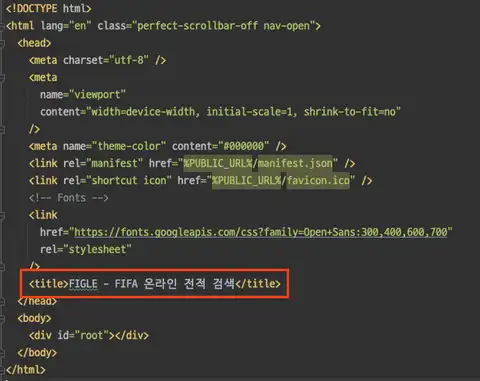 <!DOCTYPE html>
<html lang="en" class="perfect-scrollbar-off nav-open">
<head>
<meta charset="utf-8" />
<meta
name="viewport"
content="width=device-width, initial-scale=1, shrink-to-fit=no"
/>
<meta name="theme-color" content="#000000" />
<link rel="manifest" href="%PUBLIC_URL%/manifest.json" />
<link rel="shortcut icon" href="%PUBLIC_URL%/favicon.ico" />
<!-- Fonts -->
<link
href="https://fonts.googleapis.com/css?family=Open+Sans:300,400,600,700"
rel="stylesheet"
/>
<title>FIGLE - FIFA 온라인 전적 검색</title>
</head>
<body>
<div id="root"></div>
</body>
</html>